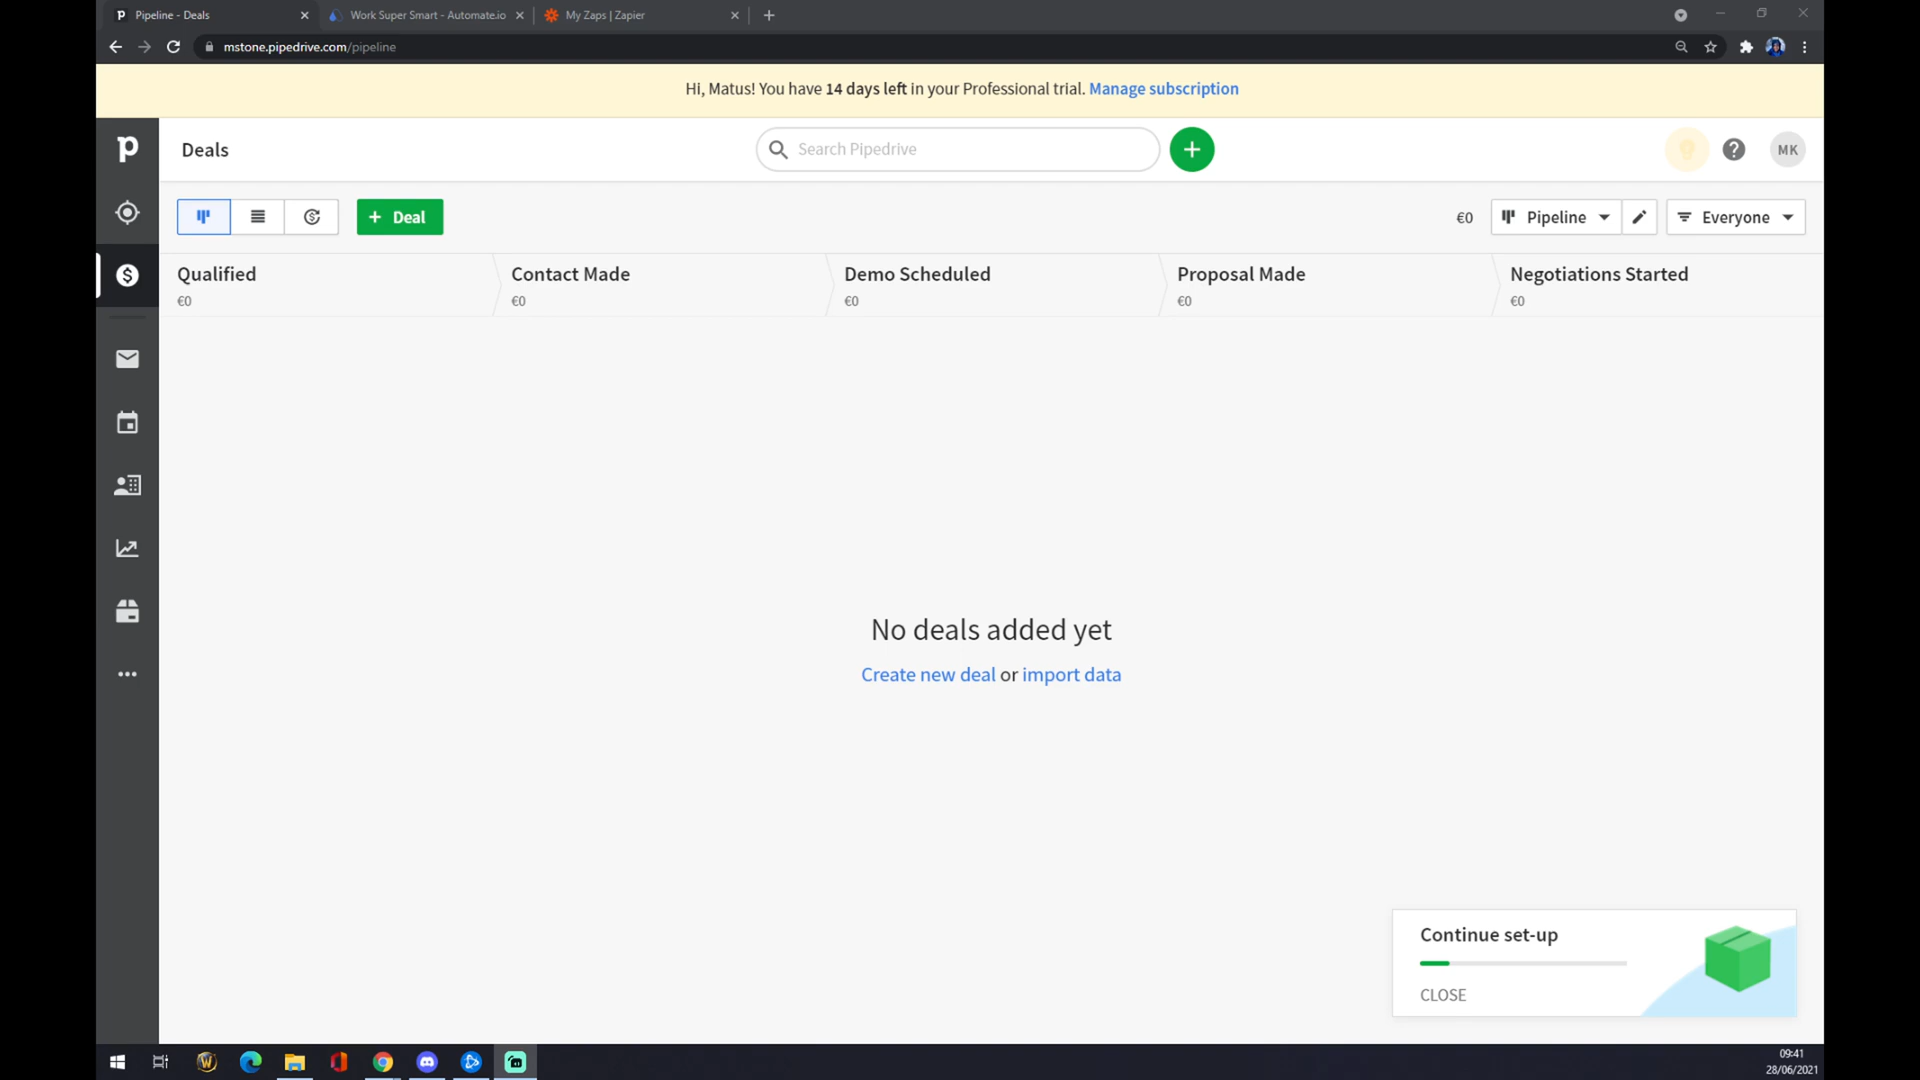 Pipeline - Deals
Work Super Smart - Automate.io
My Zaps | Zapier
mstone.pipedrive.com/pipeline
Hi, Matus! You have 14 days left in your Professional trial. Manage subscription
Deals
Search Pipedrive
MK
+ Deal
€0
Pipeline
Everyone
Qualified
€0
Contact Made
€0
Demo Scheduled
€0
Proposal Made
€0
Negotiations Started
€0
No deals added yet
Create new deal or import data
Continue set-up
CLOSE
09:41
28/06/2021